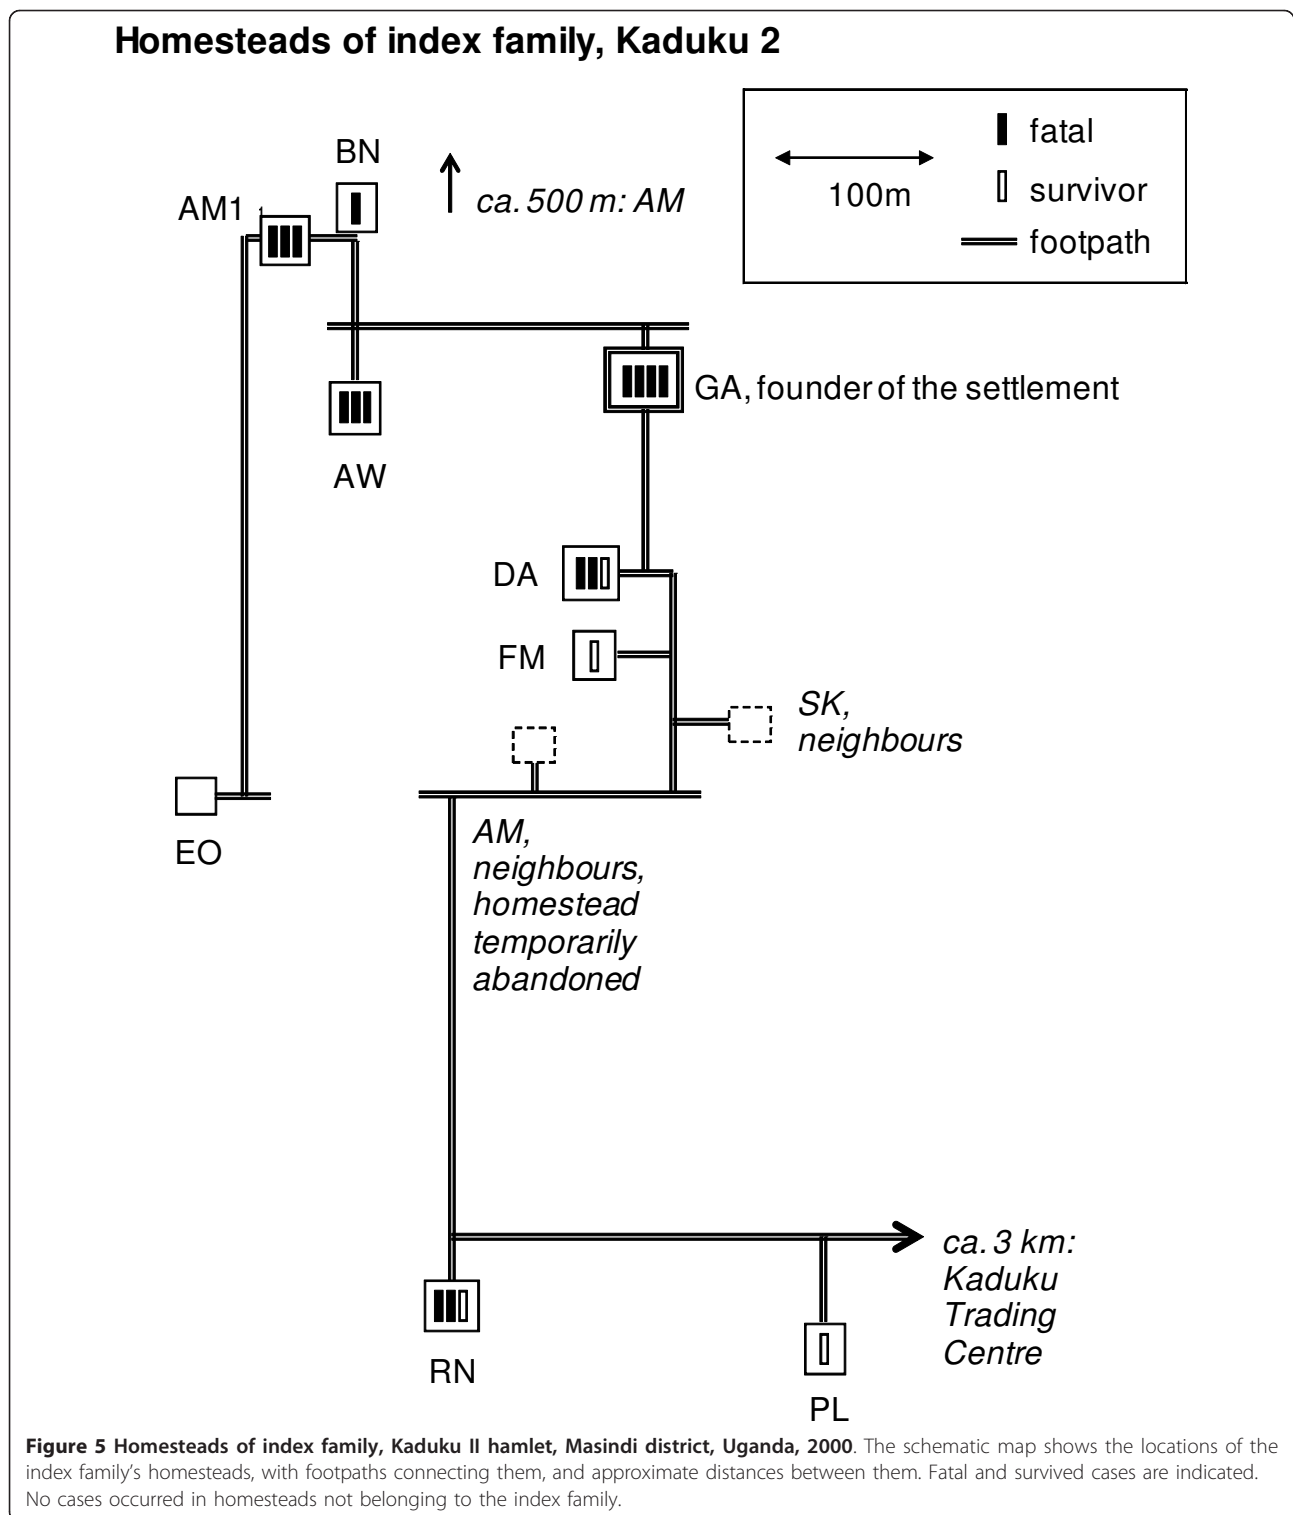 Homesteads of index family, Kaduku 2
BN
AM1
ca. 500 m: AM
100m
fatal
survivor
footpath
GA, founder of the settlement
AW
DA
FM
SK,
neighbours
EO
AM,
neighbours,
homestead
temporarily
abandoned
ca. 3 km:
Kaduku
Trading
Centre
RN
PL
Figure 5 Homesteads of index family, Kaduku II hamlet, Masindi district, Uganda, 2000. The schematic map shows the locations of the
index family's homesteads, with footpaths connecting them, and approximate distances between them. Fatal and survived cases are indicated.
No cases occurred in homesteads not belonging to the index family.